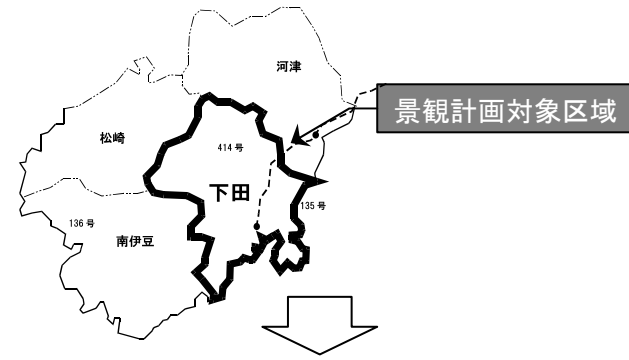 河津
景観計画対象区域
松崎
414号
下田
135号
136号
南伊豆